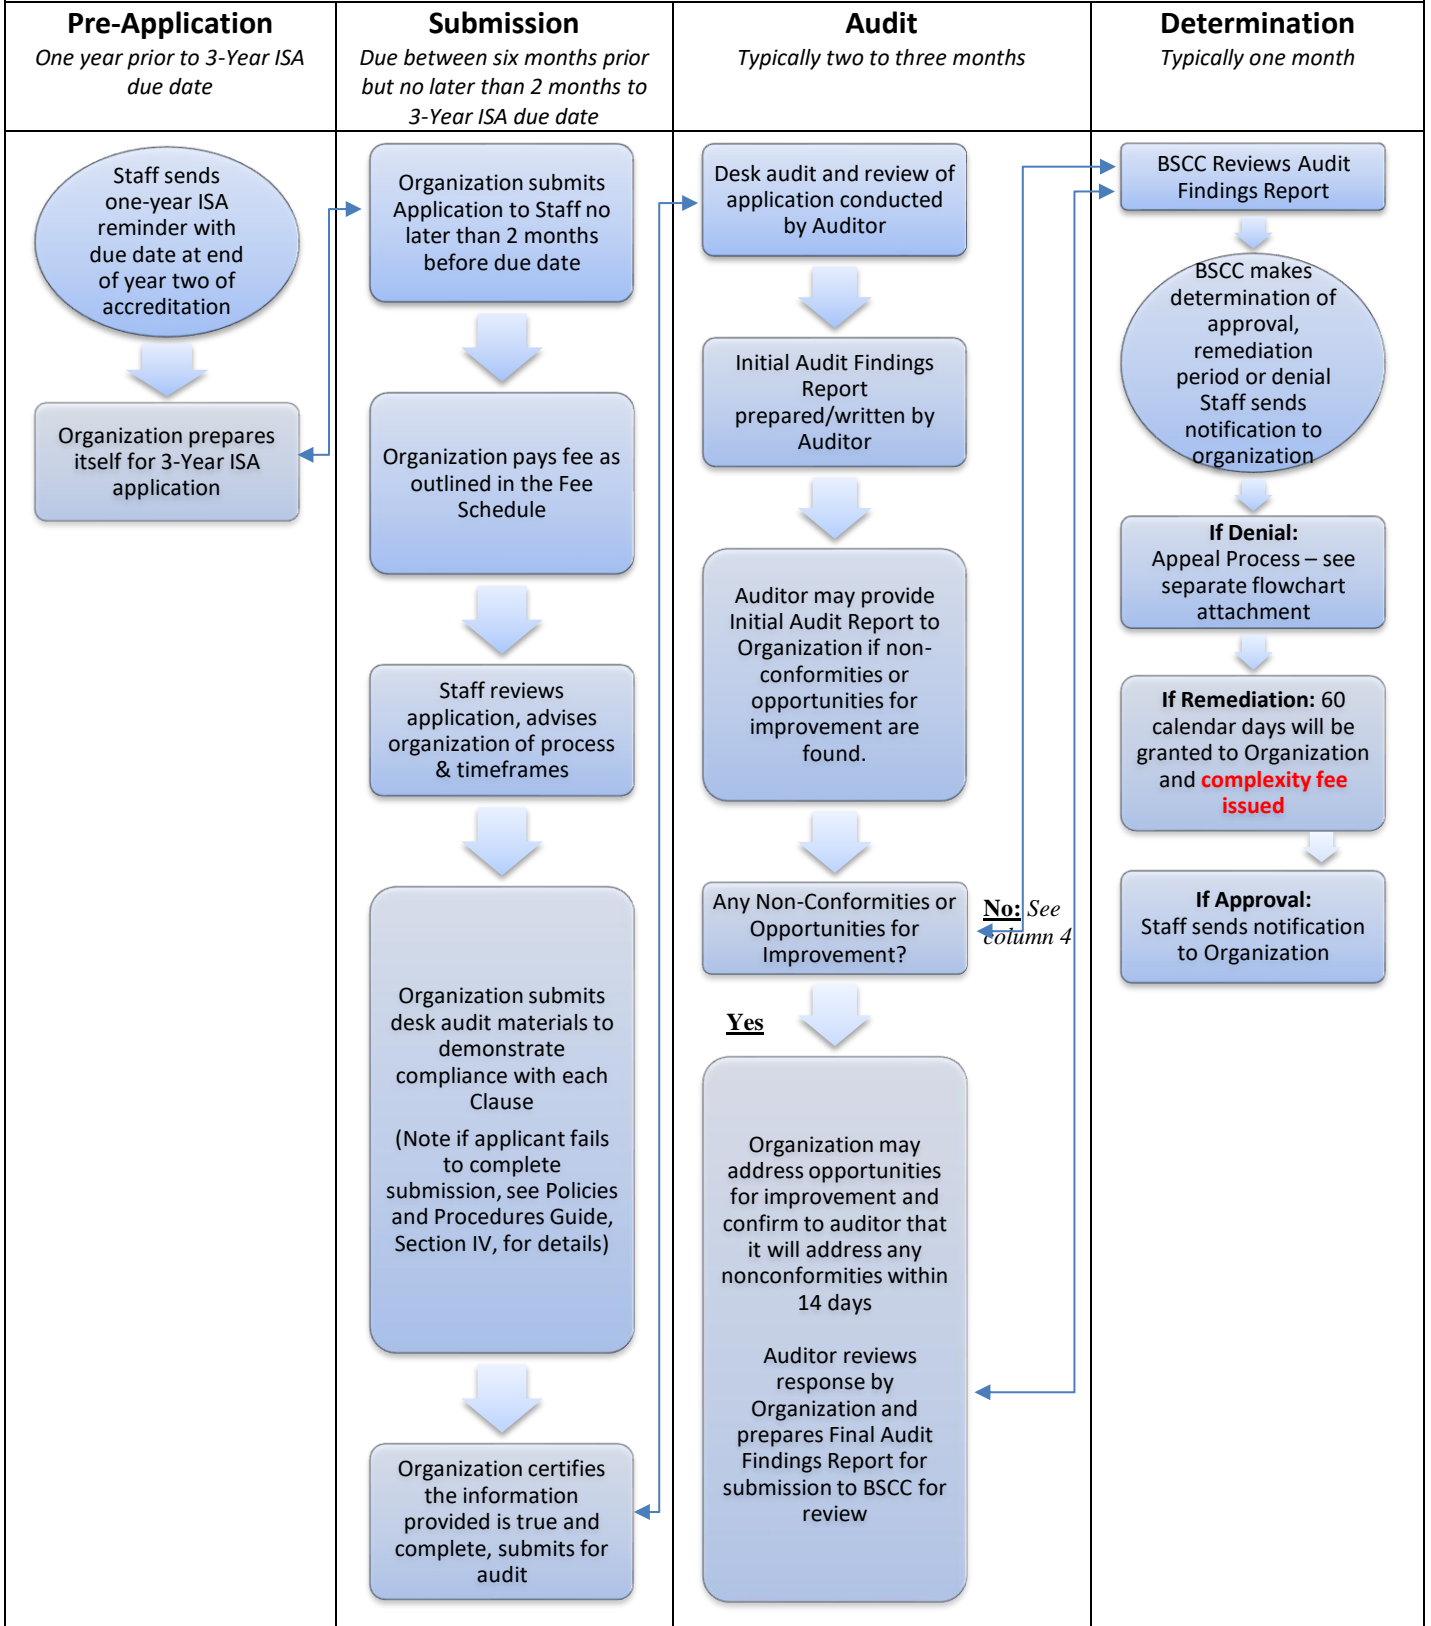 Pre-Application
One year prior to 3-Year ISA
due date
Submission
Due between six months prior
but no later than 2 months to
3-Year ISA due date
Audit
Typically two to three months
Determination
Typically one month
Staff sends
one-year ISA
reminder with
due date at end
of year two of
accreditation
Organization prepares
itself for 3-Year ISA
application
Organization submits
Application to Staff no
later than 2 months
before due date
Organization pays fee as
outlined in the Fee
Schedule
Staff reviews
application, advises
organization of process
& timeframes
Organization submits
desk audit materials to
demonstrate
compliance with each
Clause
(Note if applicant fails
to complete
submission, see Policies
and Procedures Guide,
Section IV, for details)
Organization certifies
the information
provided is true and
complete, submits for
audit
Desk audit and review of
application conducted
by Auditor
Initial Audit Findings
Report
prepared/written by
Auditor
Auditor may provide
Initial Audit Report to
Organization if non-
conformities or
opportunities for
improvement are
found.
Any Non-Conformities or
Opportunities for
Improvement?
No: See
column 4
Yes
Organization may
address opportunities
for improvement and
confirm to auditor that
it will address any
nonconformities within
14 days
Auditor reviews
response by
Organization and
prepares Final Audit
Findings Report for
submission to BSCC for
review
BSCC Reviews Audit
Findings Report
BSCC makes
determination of
approval,
remediation
period or denial
Staff sends
notification to
organization
If Denial:
Appeal Process – see
separate flowchart
attachment
If Remediation: 60
calendar days will be
granted to Organization
and complexity fee
issued
If Approval:
Staff sends notification
to Organization